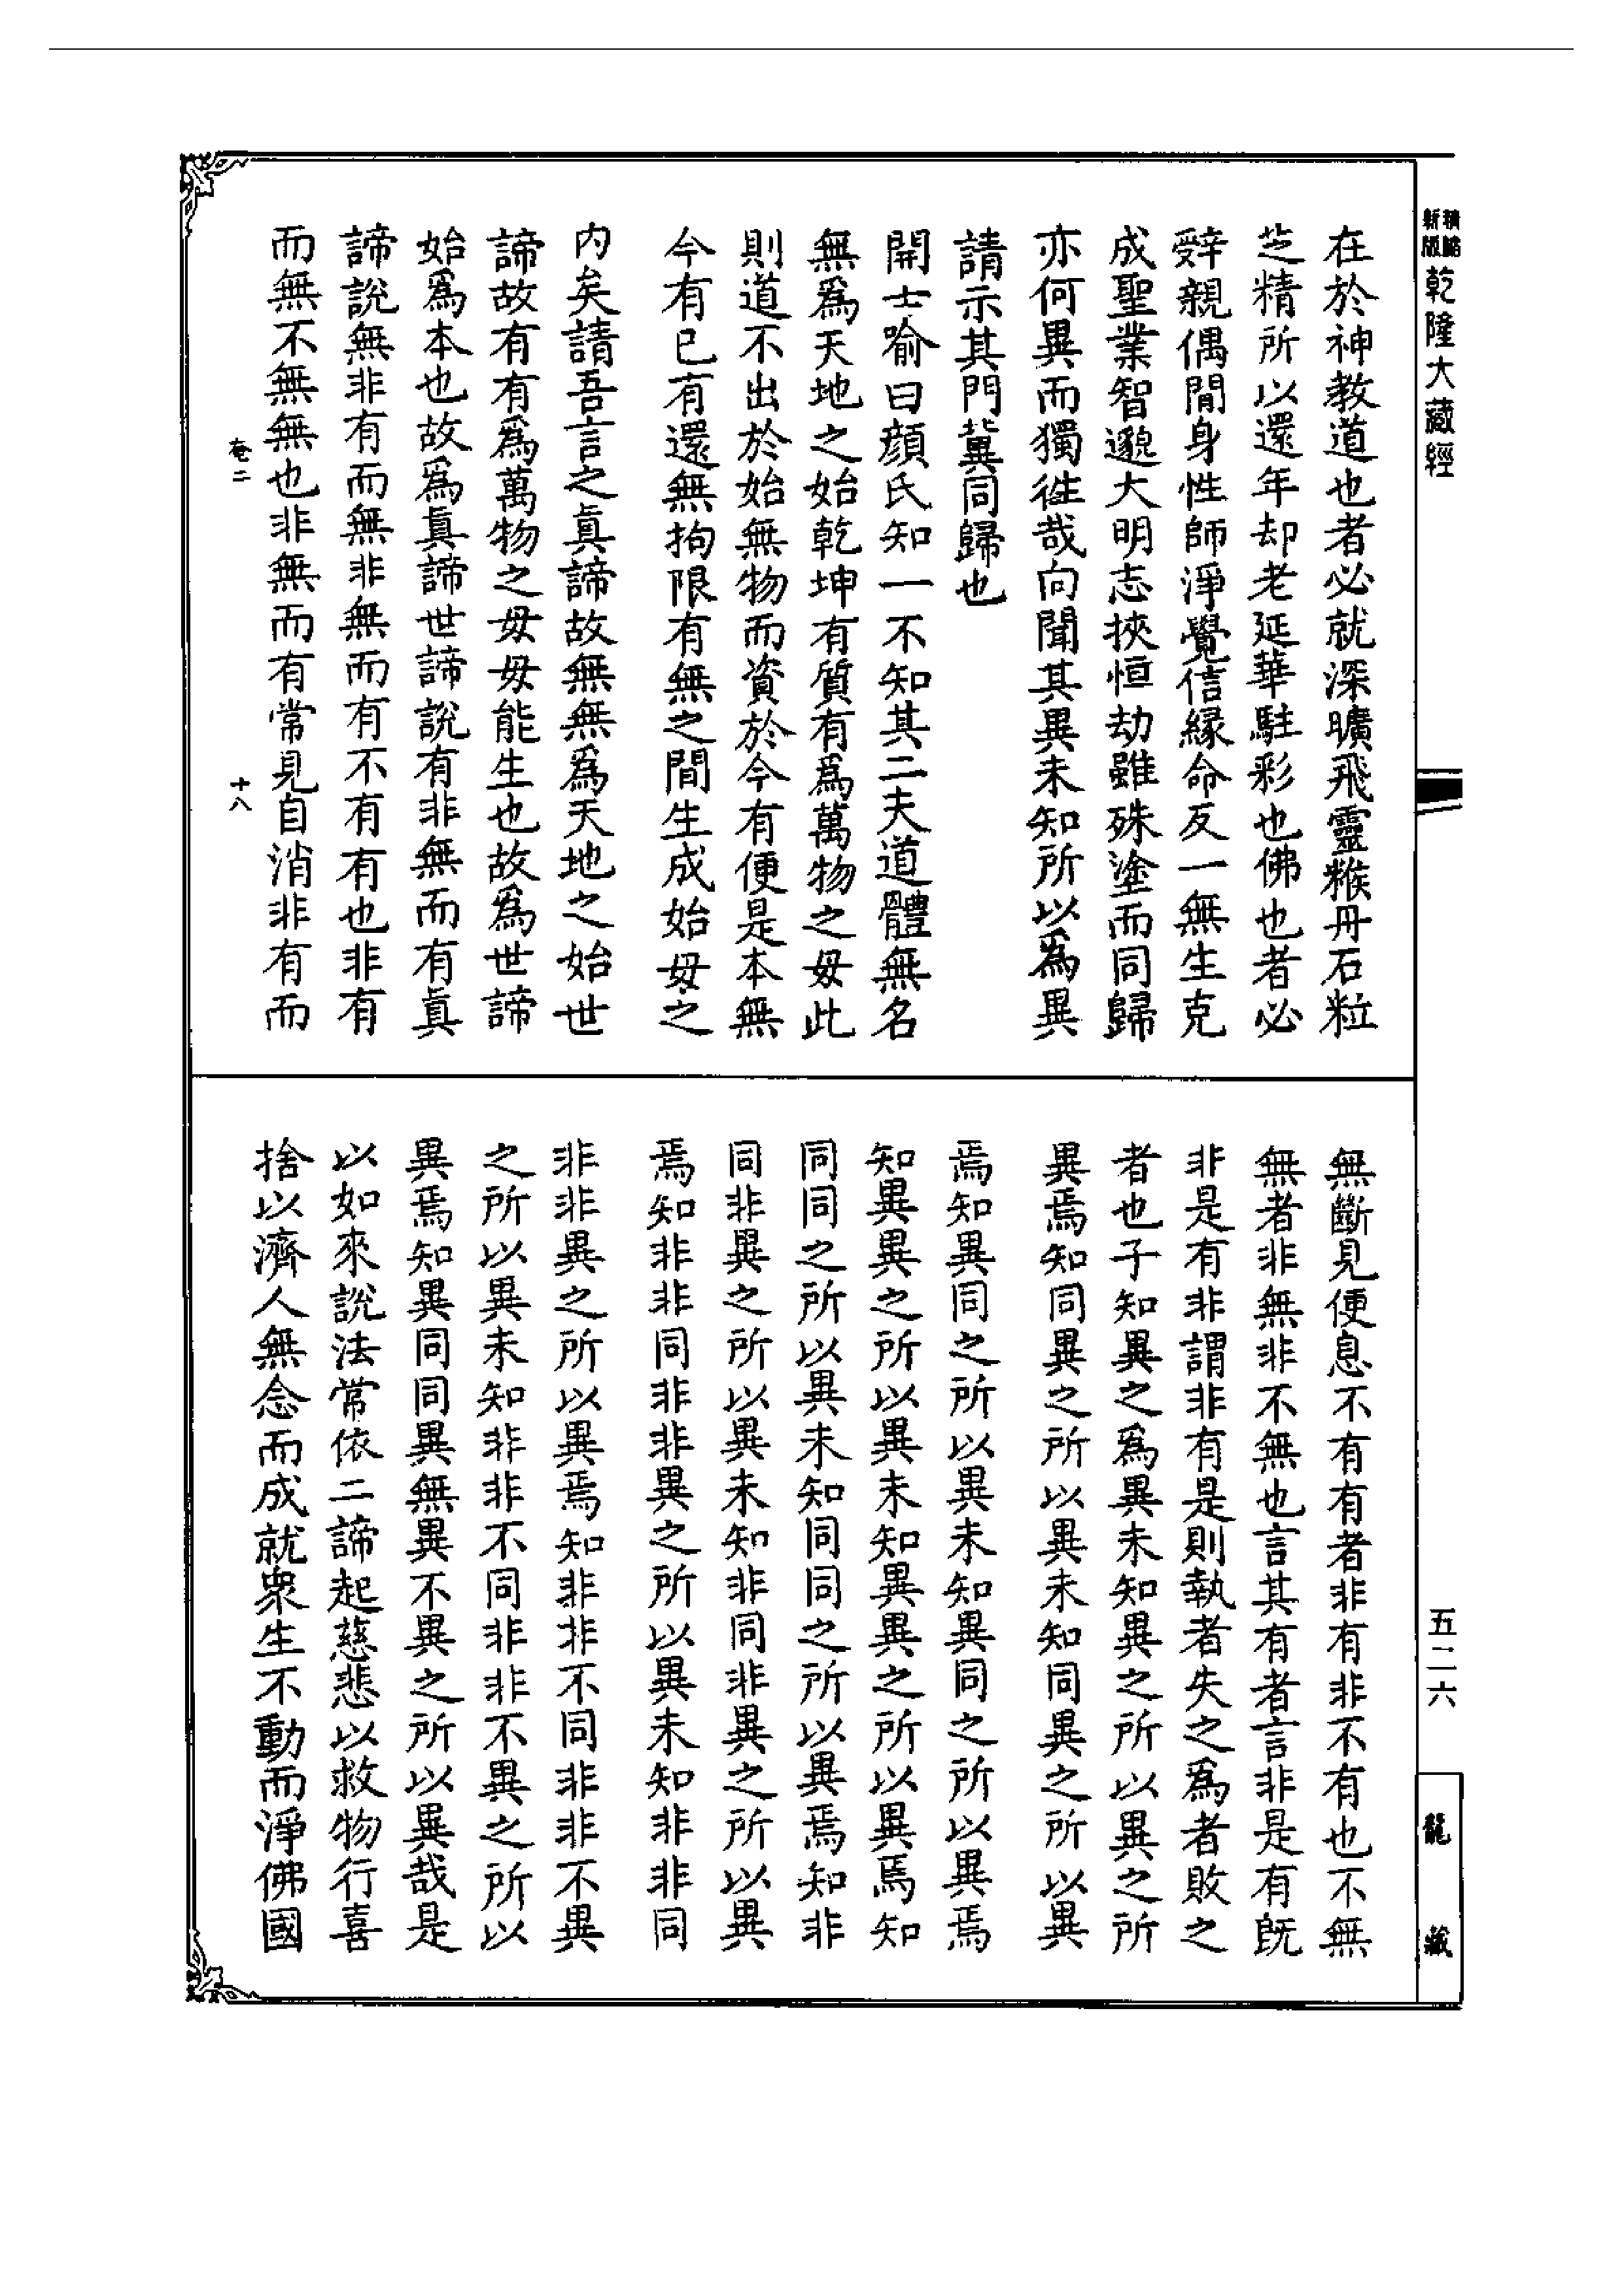 精縮新版乾隆大藏經
在於神教道也者必就深曠飛靈糇丹石粒
芝精所以還年却老延華駐彩也佛也者必
辤親偶閒身性師淨覺信緣命反一無生克
成聖業智邈大明志挾恒劫雖殊塗而同歸
亦何異而獨徃哉向聞其異未知所以爲異
請示其門冀同歸也
開士喻曰顔氏知一不知其二夫道體無名
無爲天地之始乾坤有質有爲萬物之母此
則道不出於始無物而資於今有便是本無
今有已有還無拘限有無之間生成始母之
内矣請吾言之真諦故無無爲天地之始世
諦故有有爲萬物之母母能生也故爲世諦
始爲本也故爲真諦世諦說有非無而有真
諦說無非有而無非無而有不有有也非有
而無不無無也非無而有常見自消非有而
菴二
十八
無斷見便息不有有者非有非不有也不無
無者非無非不無也言其有者言非是有旣
非是有非謂非有是則執者失之爲者敗之
者也子知異之爲異未知異之所以異之所
異焉知同異之所以異未知同異之所以異
焉知異同之所以異未知異同之所以異焉
知異異之所以異未知異異之所以異焉知
同同之所以異未知同同之所以異焉知非
同非異之所以異未知非同非異之所以異
焉知非非同非非異之所以異未知非非同
非非異之所以異焉知非非不同非非不異
之所以異未知非非不同非非不異之所以
異焉知異同同異無異不異之所以異哉是
以如來說法常依二諦起慈悲以救物行喜
捨以濟人無念而成就衆生不動而淨佛國
五二六
龍藏